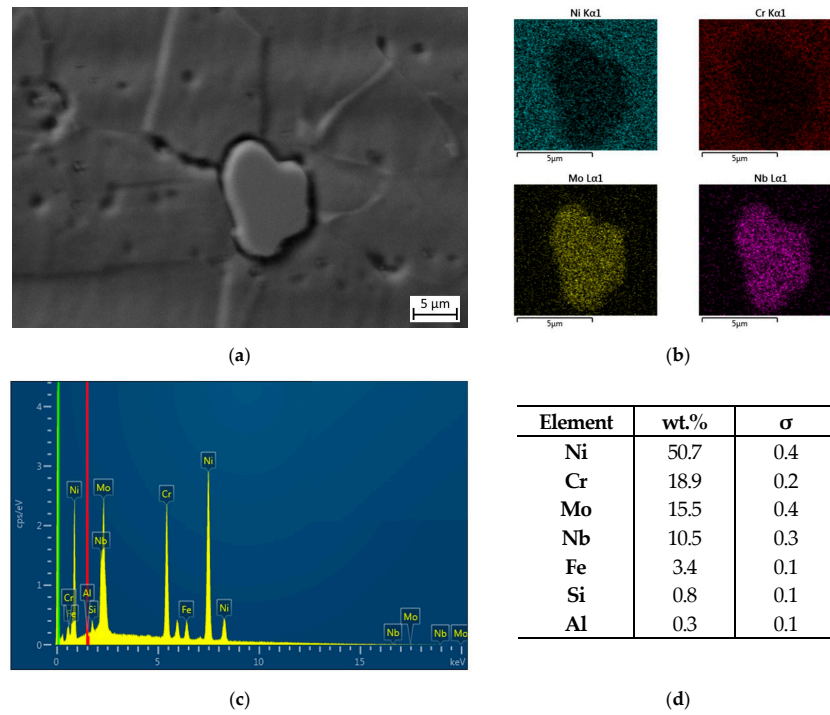 Ni Kα1 Cr Kα1
5µm 5µm
Mo Lα1 Nb Lα1
5 µm
5µm 5µm
(a) (b)
4
3
2
1
0
cps/eV
Ni
Mo
Ni
Cr
Nb
Cr
Al
Fe
Si
Fe
Ni
Mo
Nb
Nb
Mo
0 5 10 15 keV
Element wt.% σ
Ni 50.7 0.4
Cr 18.9 0.2
Mo 15.5 0.4
Nb 10.5 0.3
Fe 3.4 0.1
Si 0.8 0.1
Al 0.3 0.1
(c) (d)